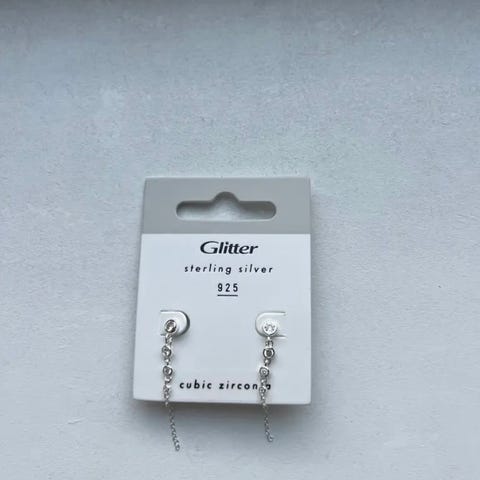 Glitter
sterling silver
925
cubic zirconia